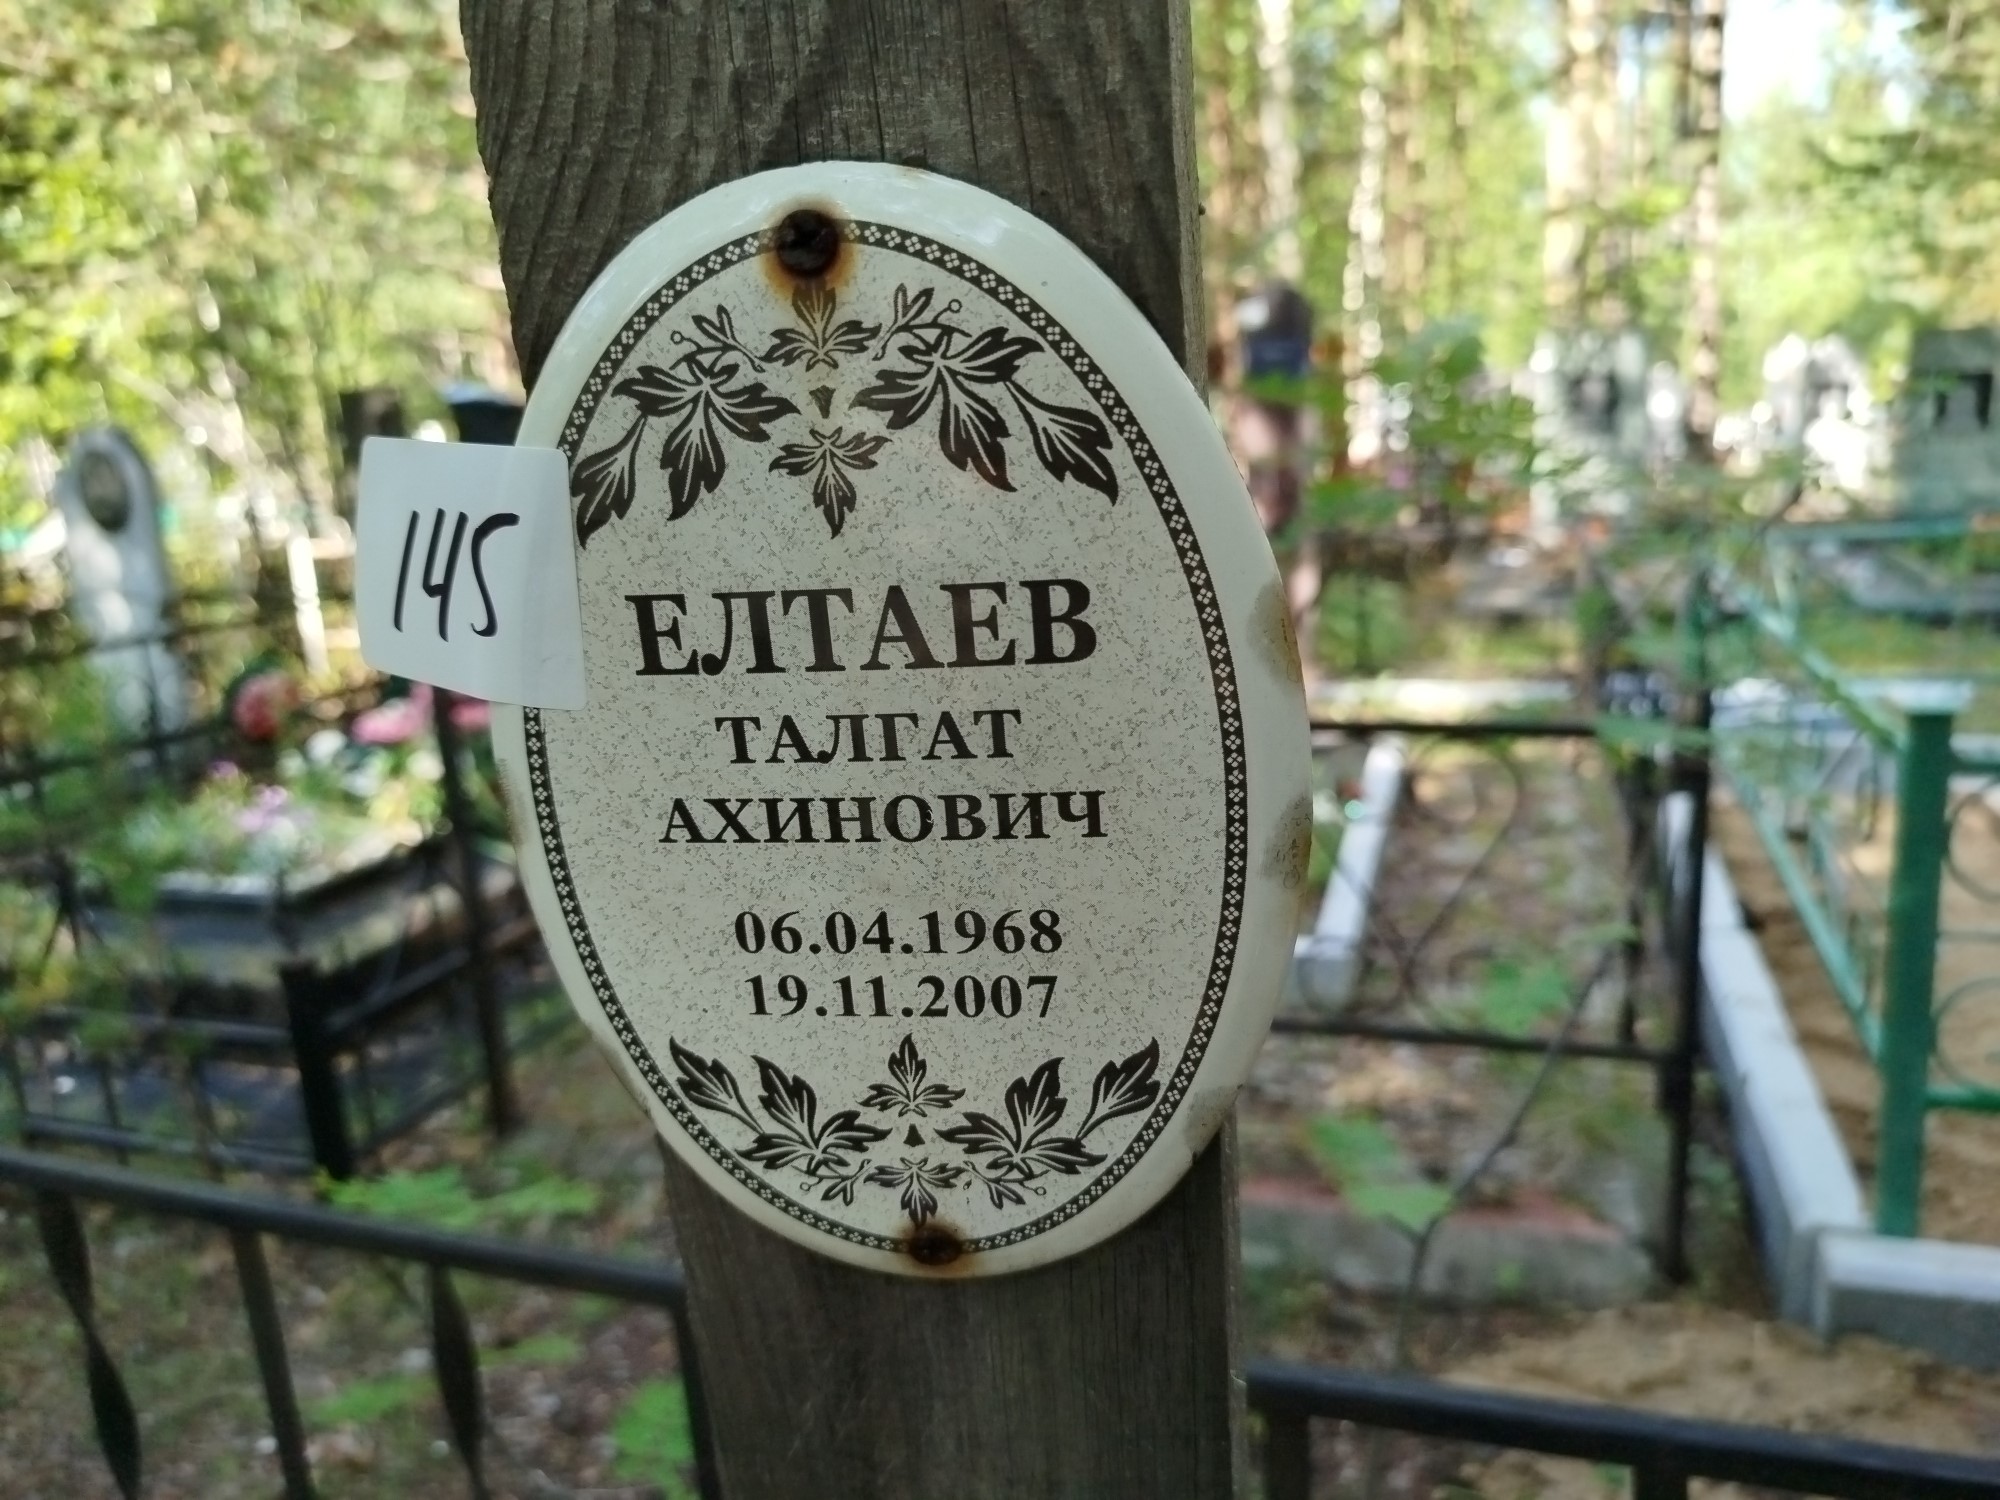 145
ЕЛТАЕВ
ТАЛГАТ
АХИНОВИЧ
06.04.1968
19.11.2007